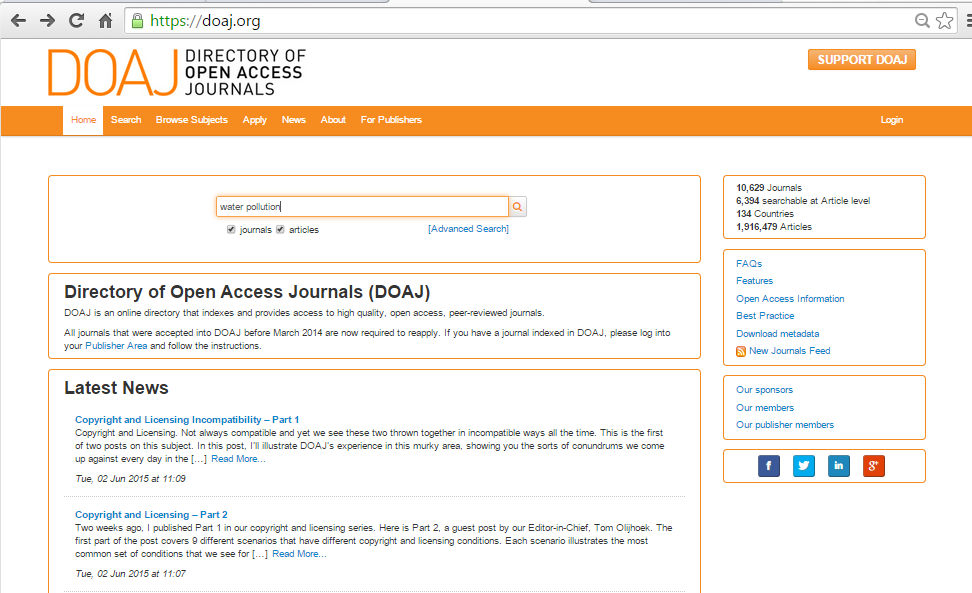 https://doaj.org
DOAJ
DIRECTORY OF
OPEN ACCESS
JOURNALS
SUPPORT DOAJ
Home Search Browse Subjects Apply News About For Publishers Login
water pollution
journals articles [Advanced Search]
10,629 Journals
6,394 searchable at Article level
134 Countries
1,916,479 Articles
Directory of Open Access Journals (DOAJ)
DOAJ is an online directory that indexes and provides access to high quality, open access, peer-reviewed journals.
All journals that were accepted into DOAJ before March 2014 are now required to reapply. If you have a journal indexed in DOAJ, please log into
your Publisher Area and follow the instructions.
FAQs
Features
Open Access Information
Best Practice
Download metadata
New Journals Feed
Latest News
Copyright and Licensing Incompatibility – Part 1
Copyright and Licensing. Not always compatible and yet we see these two thrown together in incompatible ways all the time. This is the first
of two posts on this subject. In this post, I'll illustrate DOAJ's experience in this murky area, showing you the sorts of conundrums we come
up against every day in the […] Read More...
Tue, 02 Jun 2015 at 11:09
Copyright and Licensing – Part 2
Two weeks ago, I published Part 1 in our copyright and licensing series. Here is Part 2, a guest post by our Editor-in-Chief, Tom Olijhoek. The
first part of the post covers 9 different scenarios that have different copyright and licensing conditions. Each scenario illustrates the most
common set of conditions that we see for […] Read More...
Tue, 02 Jun 2015 at 11:07
Our sponsors
Our members
Our publisher members
f
in
g+